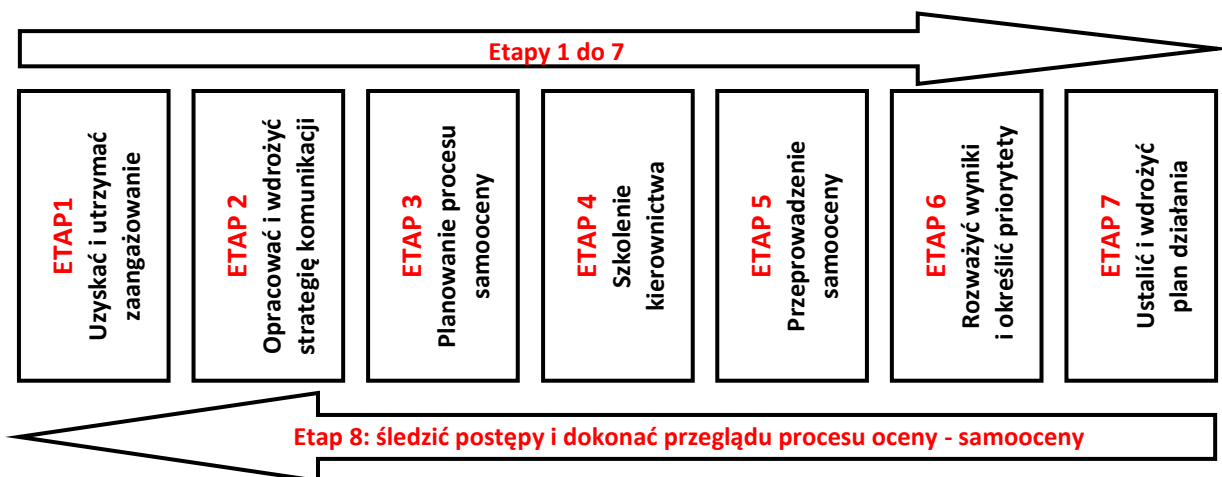 Etapy 1 do 7
ETAP1
Uzyskać i utrzymać
zaangażowanie
ETAP 2
Opracować i wdrożyć
strategię komunikacji
ETAP 3
Planowanie procesu
samooceny
ETAP 4
Szkolenie
kierownictwa
ETAP 5
Przeprowadzenie
samooceny
ETAP 6
Rozważyć wyniki
i określić priorytety
ETAP 7
Ustalić i wdrożyć
plan działania
Etap 8: śledzić postępy i dokonać przeglądu procesu oceny - samooceny